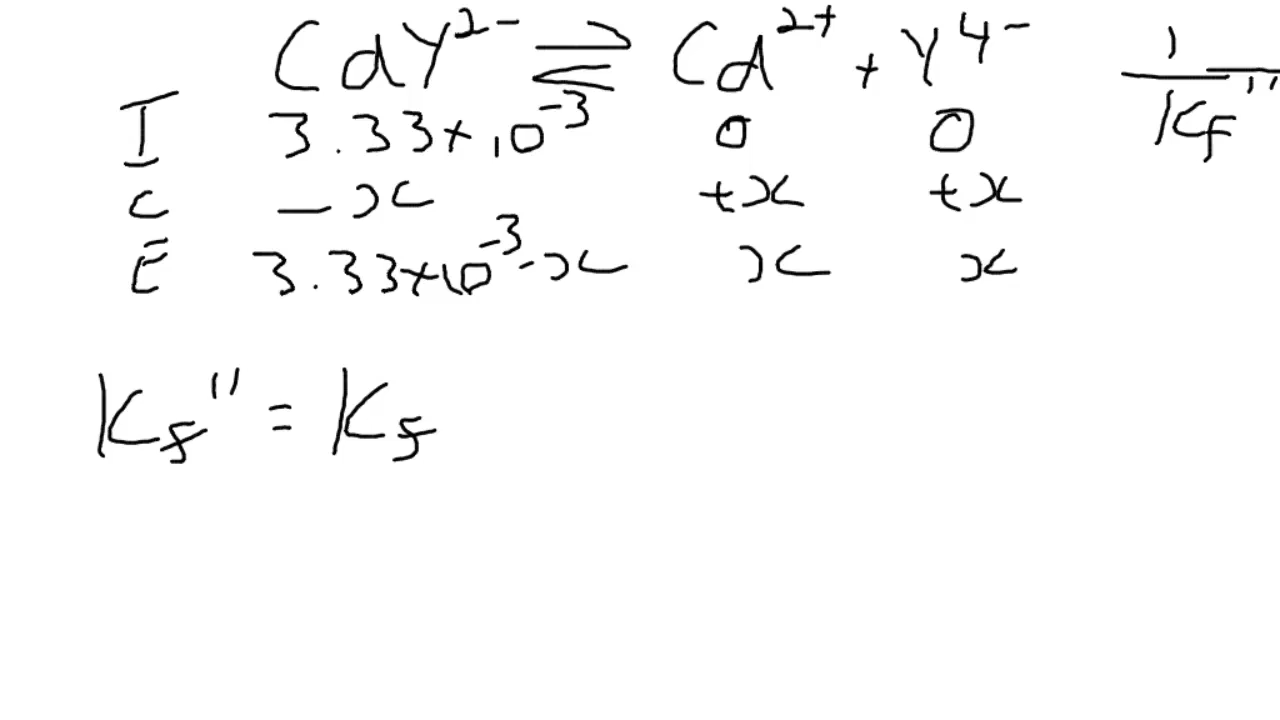 CdY²⁻ ⇌ Cd²⁺ + Y⁴⁻ 1/Kf''
I 3.33×10⁻³ 0 0
C -x +x +x
E 3.33×10⁻³-x x x
Kf'' = Kf